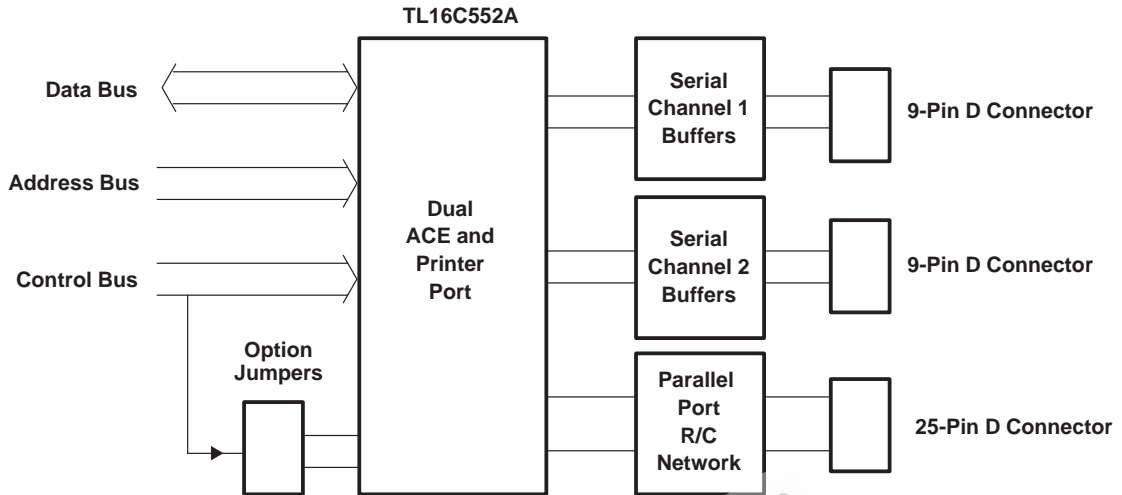 TL16C552A
Data Bus
Address Bus
Control Bus
Option
Jumpers
Dual
ACE and
Printer
Port
Serial
Channel 1
Buffers
9-Pin D Connector
Serial
Channel 2
Buffers
9-Pin D Connector
Parallel
Port
R/C
Network
25-Pin D Connector